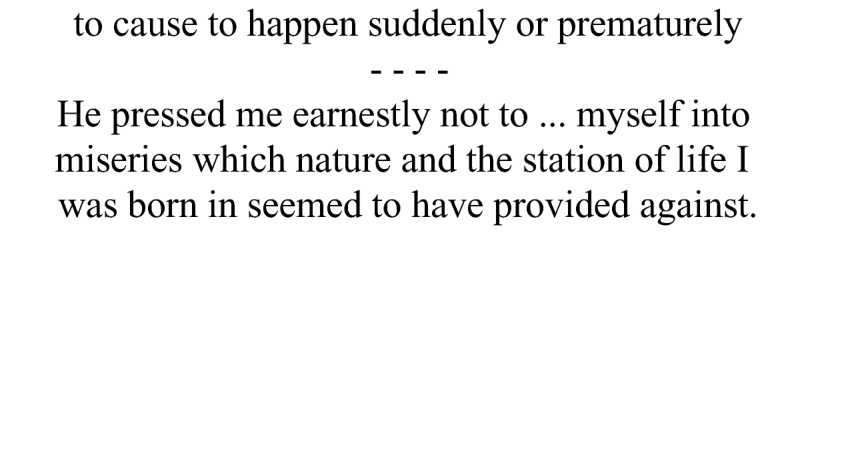 to cause to happen suddenly or prematurely
- - - -
He pressed me earnestly not to ... myself into
miseries which nature and the station of life I
was born in seemed to have provided against.